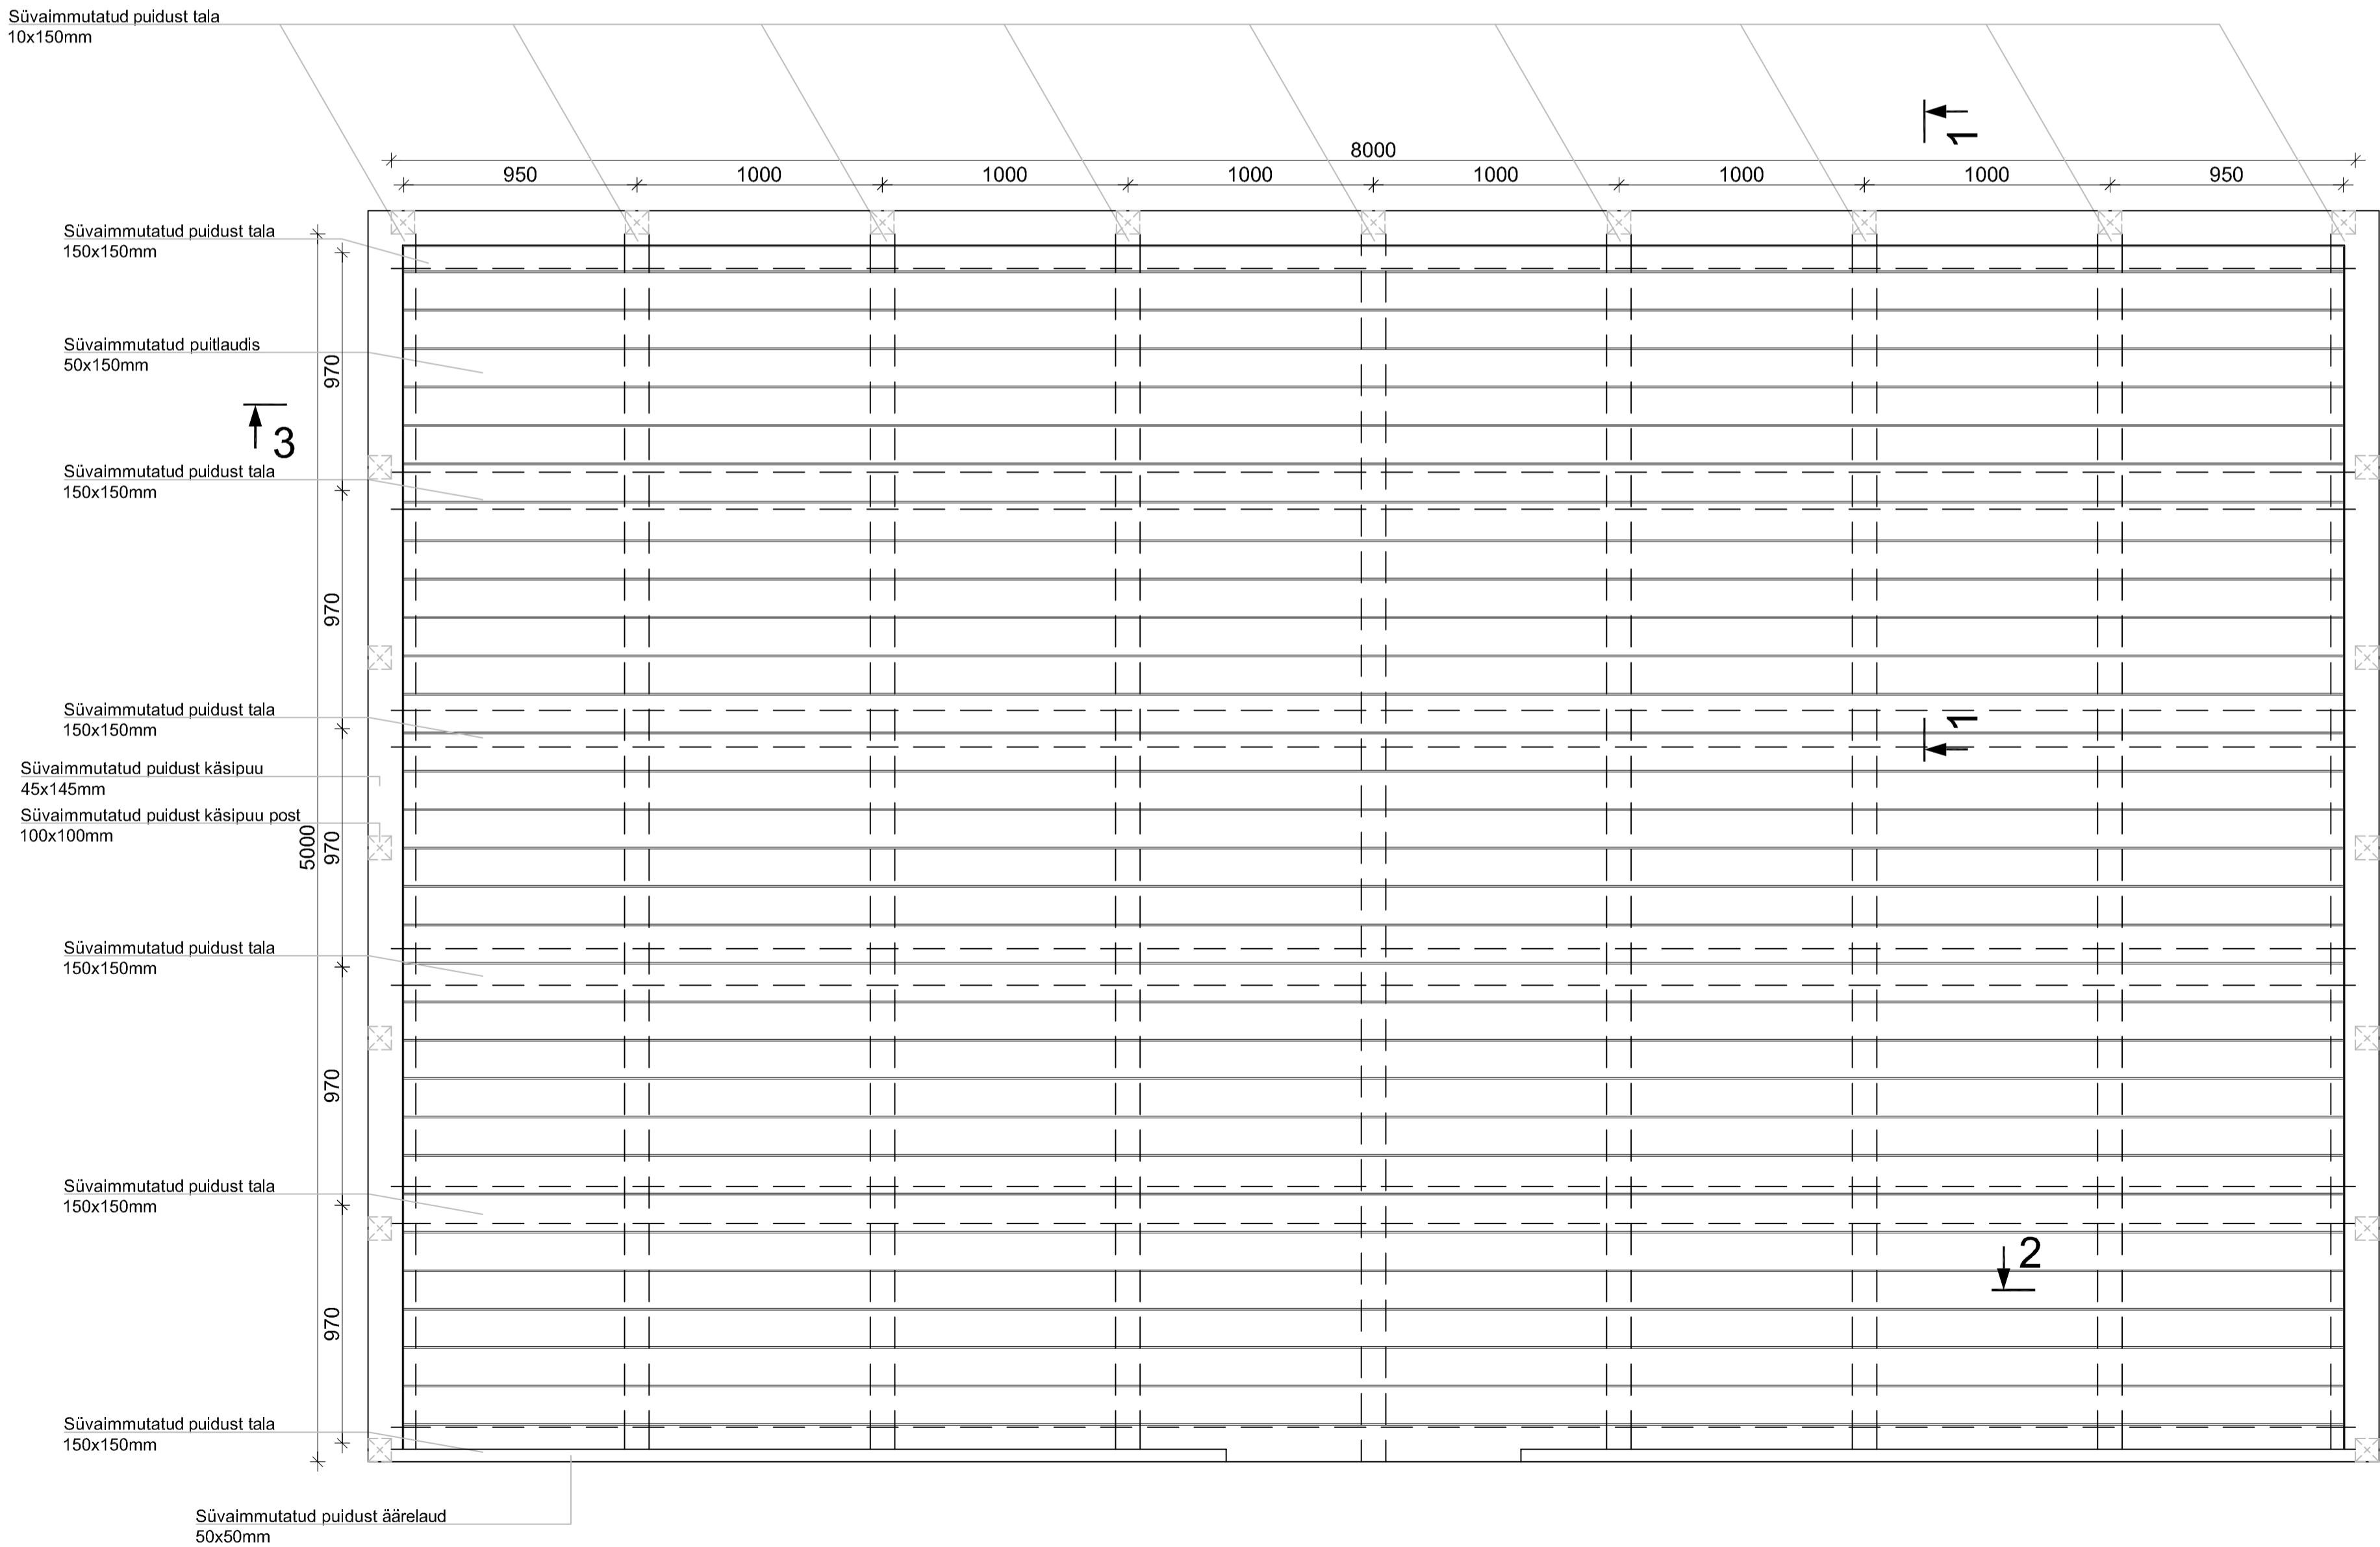 Süvaimmutatud puidust tala
10x150mm
1
8000
950
1000
1000
1000
1000
1000
1000
950
Süvaimmutatud puidust tala
150x150mm
Süvaimmutatud puitlaudis
50x150mm
970
3
Süvaimmutatud puidust tala
150x150mm
970
Süvaimmutatud puidust tala
150x150mm
1
Süvaimmutatud puidust käsipuu
45x145mm
Süvaimmutatud puidust käsipuu post
100x100mm
5000
970
Süvaimmutatud puidust tala
150x150mm
970
Süvaimmutatud puidust tala
150x150mm
2
970
Süvaimmutatud puidust tala
150x150mm
Süvaimmutatud puidust äärelaud
50x50mm